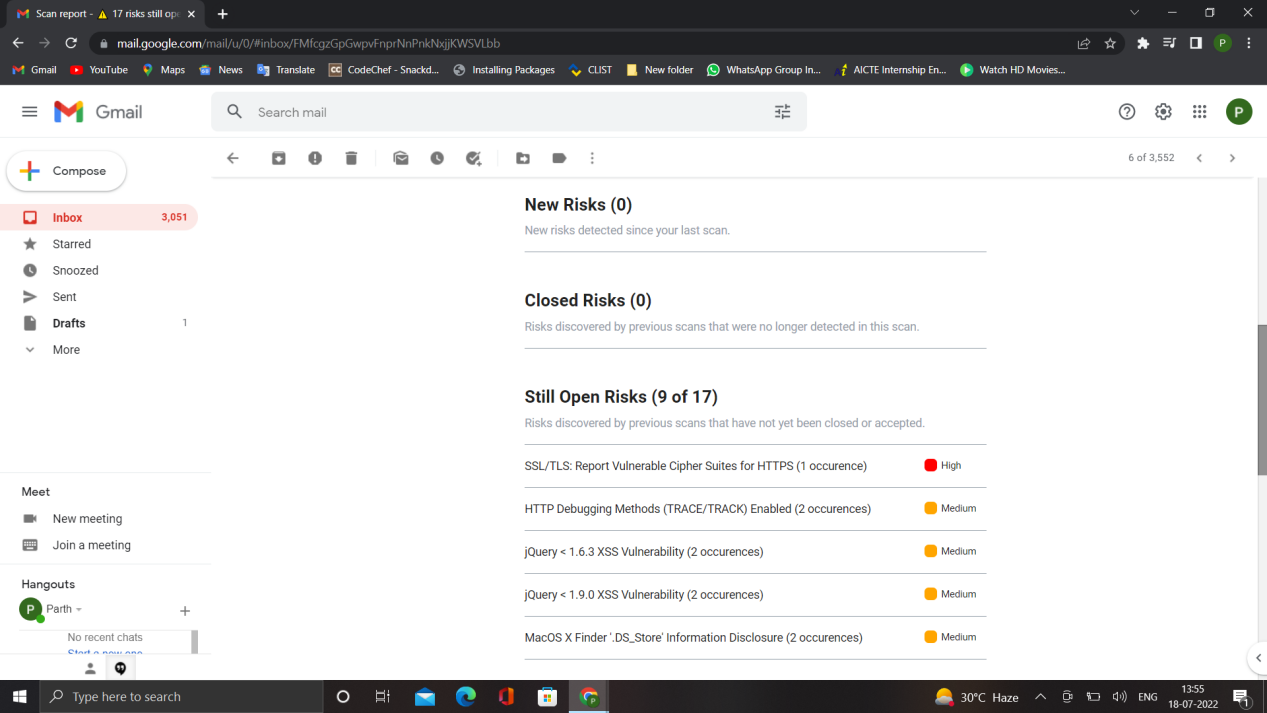 Scan report - ⚠ 17 risks still ope
mail.google.com/mail/u/0/#inbox/FMfcgzGpGwpvFnprNnPnkNxjjKWSVLbb
P
Gmail YouTube Maps News Translate CC CodeChef - Snackd... Installing Packages CLIST New folder WhatsApp Group In... AICTE Internship En... Watch HD Movies...
Gmail
Search mail
P
Compose
6 of 3,552
Inbox 3,051
Starred
Snoozed
Sent
Drafts 1
More
Meet
New meeting
Join a meeting
Hangouts
P Parth
No recent chats
Start a new one
New Risks (0)
New risks detected since your last scan.
Closed Risks (0)
Risks discovered by previous scans that were no longer detected in this scan.
Still Open Risks (9 of 17)
Risks discovered by previous scans that have not yet been closed or accepted.
SSL/TLS: Report Vulnerable Cipher Suites for HTTPS (1 occurence) High
HTTP Debugging Methods (TRACE/TRACK) Enabled (2 occurences) Medium
jQuery < 1.6.3 XSS Vulnerability (2 occurences) Medium
jQuery < 1.9.0 XSS Vulnerability (2 occurences) Medium
MacOS X Finder '.DS_Store' Information Disclosure (2 occurences) Medium
Type here to search
30°C Haze
ENG
13:55
18-07-2022
1